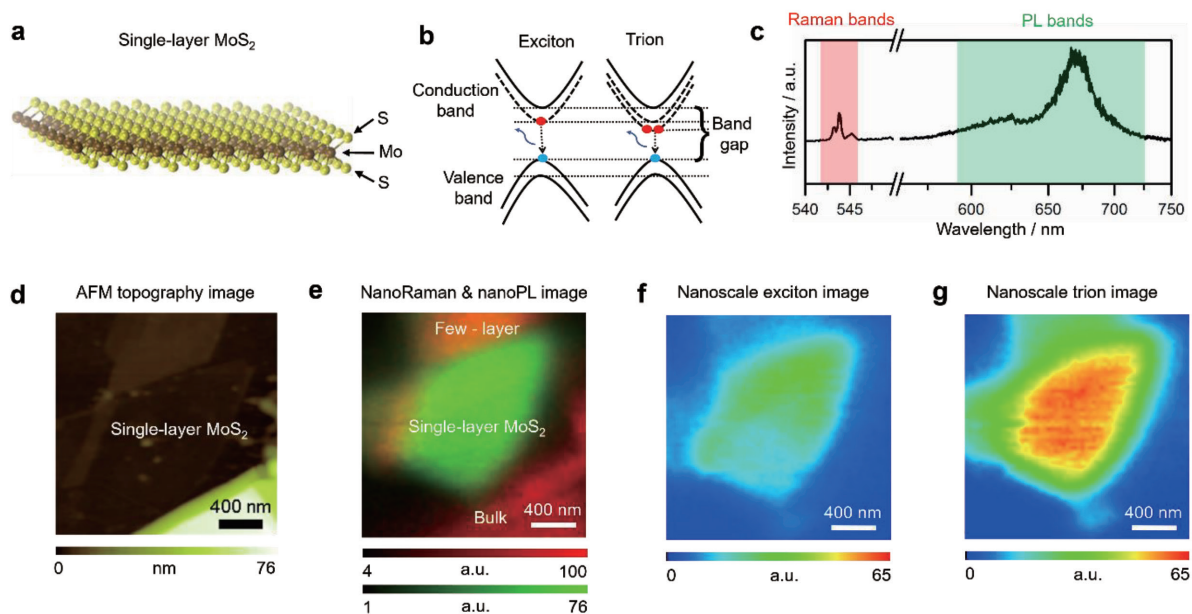 a
Single-layer MoS₂
S
Mo
S
b
Exciton Trion
Conduction
band
Band
gap
Valence
band
c
Raman bands PL bands
Intensity / a.u.
540 545 600 650 700 750
Wavelength / nm
d
AFM topography image
Single-layer MoS₂
400 nm
0 nm 76
e
NanoRaman & nanoPL image
Few - layer
Single-layer MoS₂
Bulk
400 nm
4 a.u. 100
1 a.u. 76
f
Nanoscale exciton image
400 nm
0 a.u. 65
g
Nanoscale trion image
400 nm
0 a.u. 65